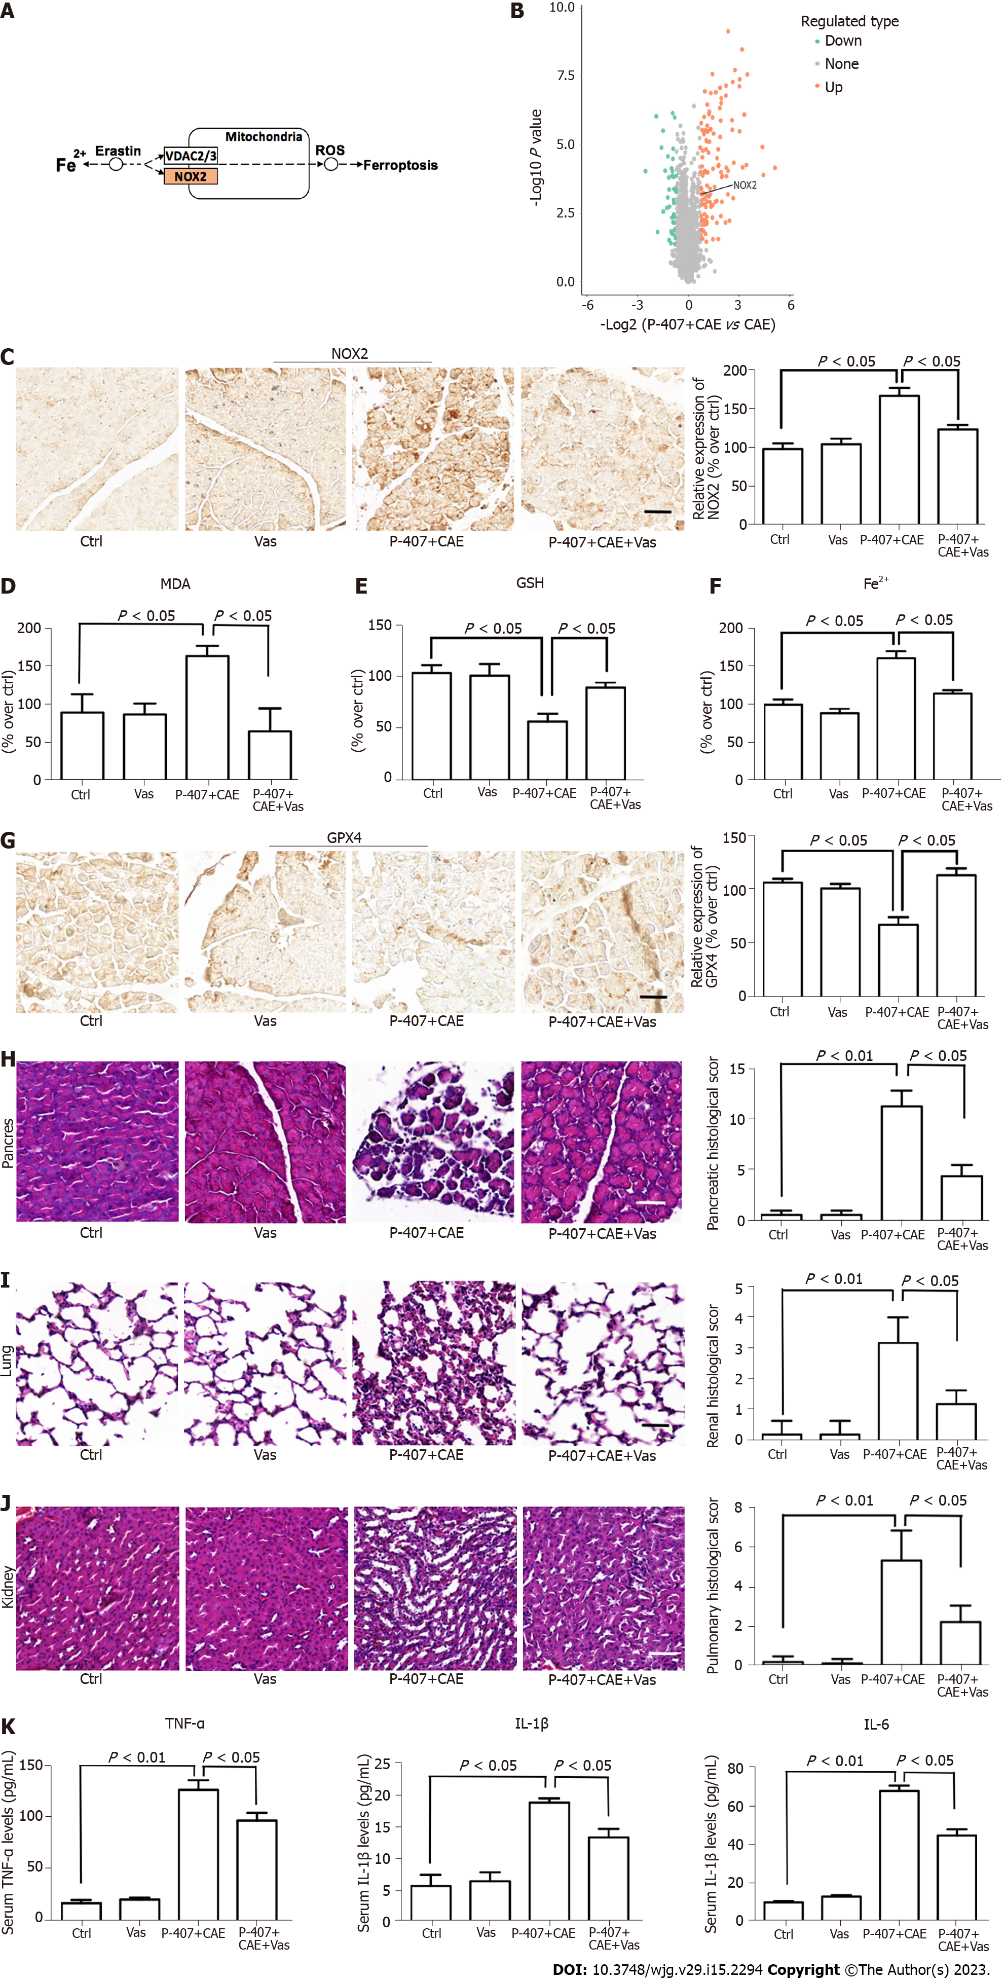 A
Fe2+
Erastin
VDAC2/3
NOX2
Mitochondria
ROS
Ferroptosis
B
10.0
7.5
5.0
2.5
0.0
-Log10 P value
-6 -3 0 3 6
-Log2 (P-407+CAE vs CAE)
NOX2
Regulated type
Down
None
Up
C
NOX2
Ctrl Vas P-407+CAE P-407+CAE+Vas
Relative expression of
NOX2 (% over ctrl)
200
150
100
50
0
P < 0.05 P < 0.05
Ctrl Vas P-407+CAE P-407+
CAE+Vas
D
MDA
(% over ctrl)
200
150
100
50
0
P < 0.05 P < 0.05
Ctrl Vas P-407+CAE P-407+
CAE+Vas
E
GSH
(% over ctrl)
150
100
50
0
P < 0.05 P < 0.05
Ctrl Vas P-407+CAE P-407+
CAE+Vas
F
Fe2+
(% over ctrl)
200
150
100
50
0
P < 0.05 P < 0.05
Ctrl Vas P-407+CAE P-407+
CAE+Vas
G
GPX4
Ctrl Vas P-407+CAE P-407+CAE+Vas
Relative expression of
GPX4 (% over ctrl)
150
100
50
0
P < 0.05 P < 0.05
Ctrl Vas P-407+CAE P-407+
CAE+Vas
H
Pancres
Ctrl Vas P-407+CAE P-407+CAE+Vas
Pancreatic histological scor
15
10
5
0
P < 0.01 P < 0.05
Ctrl Vas P-407+CAE P-407+
CAE+Vas
I
Lung
Ctrl Vas P-407+CAE P-407+CAE+Vas
Renal histological scor
5
4
3
2
1
0
P < 0.01 P < 0.05
Ctrl Vas P-407+CAE P-407+
CAE+Vas
J
Kidney
Ctrl Vas P-407+CAE P-407+CAE+Vas
Pulmonary histological scor
8
6
4
2
0
P < 0.01 P < 0.05
Ctrl Vas P-407+CAE P-407+
CAE+Vas
K
TNF-α
Serum TNF-α levels (pg/mL)
150
100
50
0
P < 0.01 P < 0.05
Ctrl Vas P-407+CAE P-407+
CAE+Vas
IL-1β
Serum IL-1β levels (pg/mL)
25
20
15
10
5
0
P < 0.05 P < 0.05
Ctrl Vas P-407+CAE P-407+
CAE+Vas
IL-6
Serum IL-1β levels (pg/mL)
80
60
40
20
0
P < 0.01 P < 0.05
Ctrl Vas P-407+CAE P-407+
CAE+Vas
DOI: 10.3748/wjg.v29.i15.2294 Copyright ©The Author(s) 2023.